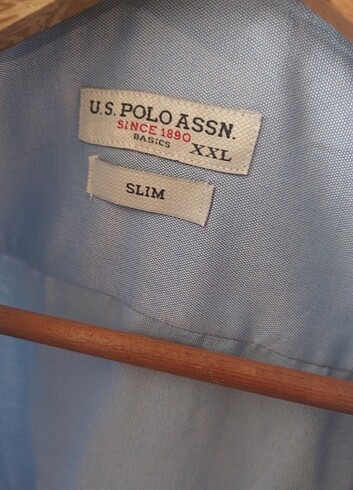 U.S. POLO ASSN.
SINCE 1890
BASICS XXL
SLIM